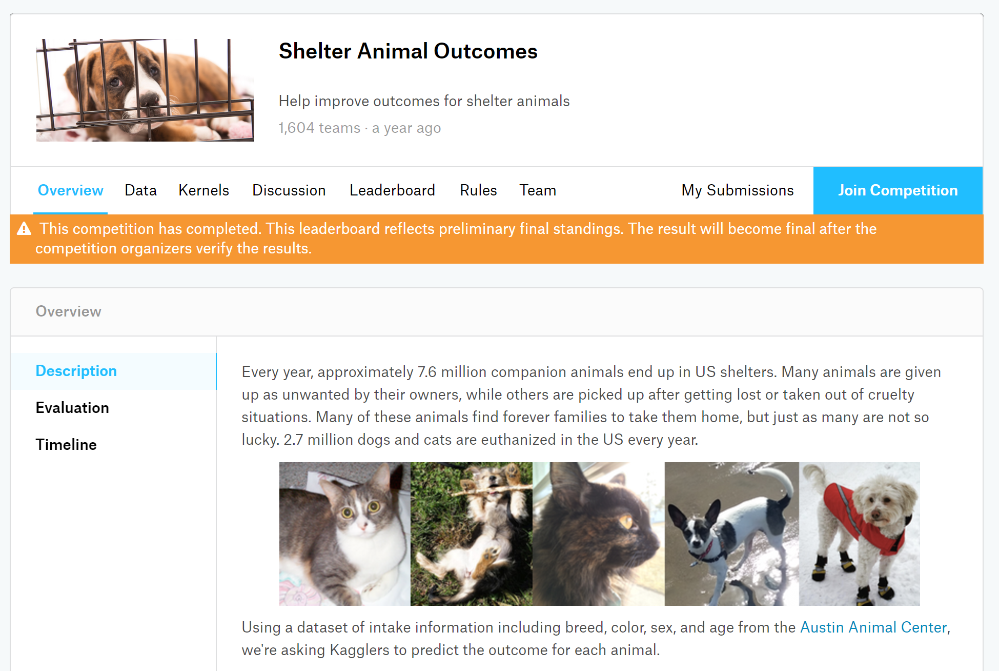 Shelter Animal Outcomes
Help improve outcomes for shelter animals
1,604 teams · a year ago
Overview Data Kernels Discussion Leaderboard Rules Team My Submissions Join Competition
This competition has completed. This leaderboard reflects preliminary final standings. The result will become final after the
competition organizers verify the results.
Overview
Description
Evaluation
Timeline
Every year, approximately 7.6 million companion animals end up in US shelters. Many animals are given
up as unwanted by their owners, while others are picked up after getting lost or taken out of cruelty
situations. Many of these animals find forever families to take them home, but just as many are not so
lucky. 2.7 million dogs and cats are euthanized in the US every year.
Using a dataset of intake information including breed, color, sex, and age from the Austin Animal Center,
we're asking Kagglers to predict the outcome for each animal.